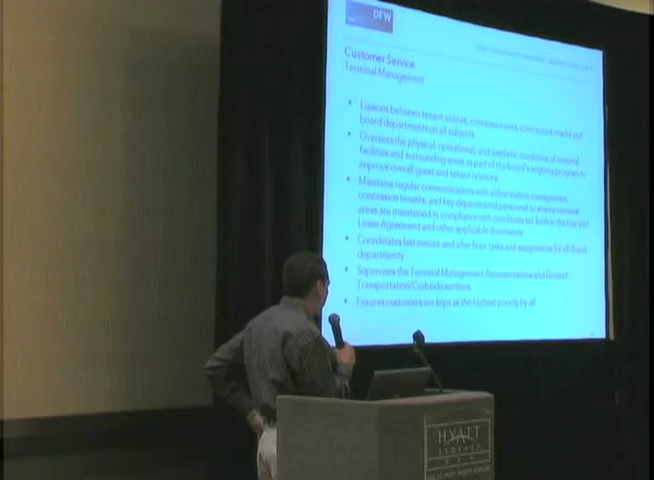 DFW
Customer Service
Terminal Management
• Liaisons between tenant airlines, concessionaires, contractors, media and
board departments on all subjects
• Oversees the physical, operational, and aesthetic conditions of terminal
facilities and surrounding areas as part of the board's ongoing program to
improve overall guest and tenant relations
• Maintains regular communications with airline station management,
concession tenants, and key departmental personnel to ensure terminal
areas are maintained in compliance with conditions set forth in the Use and
Lease Agreement and other applicable documents
• Coordinates last minute and after hour tasks and assignments for all Board
departments
• Supervises the Terminal Management Representatives and Ground
Transportation/Curbside sections
• Ensures customers are kept as the highest priority by all
HYATT
REGENCY
DFW